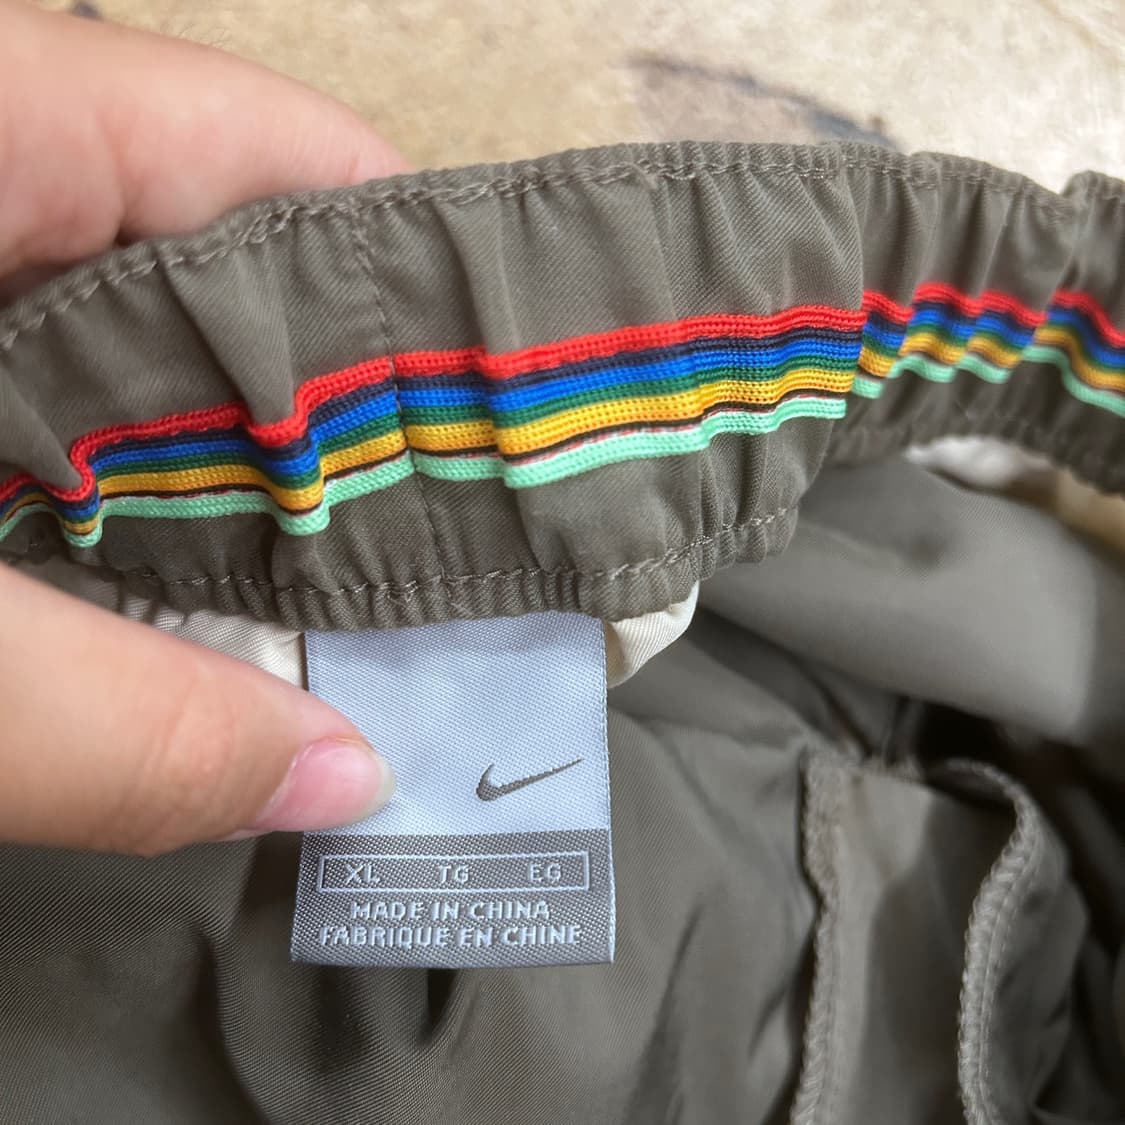 XL TG EG
MADE IN CHINA
FABRIQUE EN CHINE